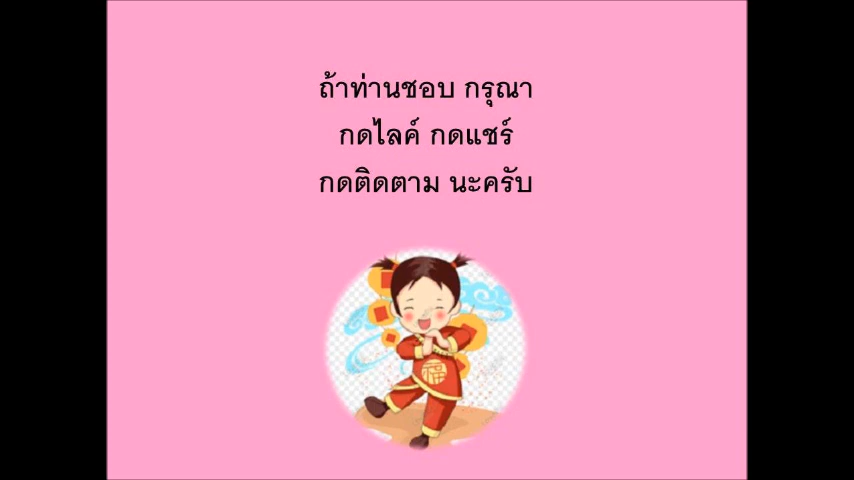 ถ้าท่านชอบ กรุณา
กดไลค์ กดแชร์
กดติดตาม นะครับ
福